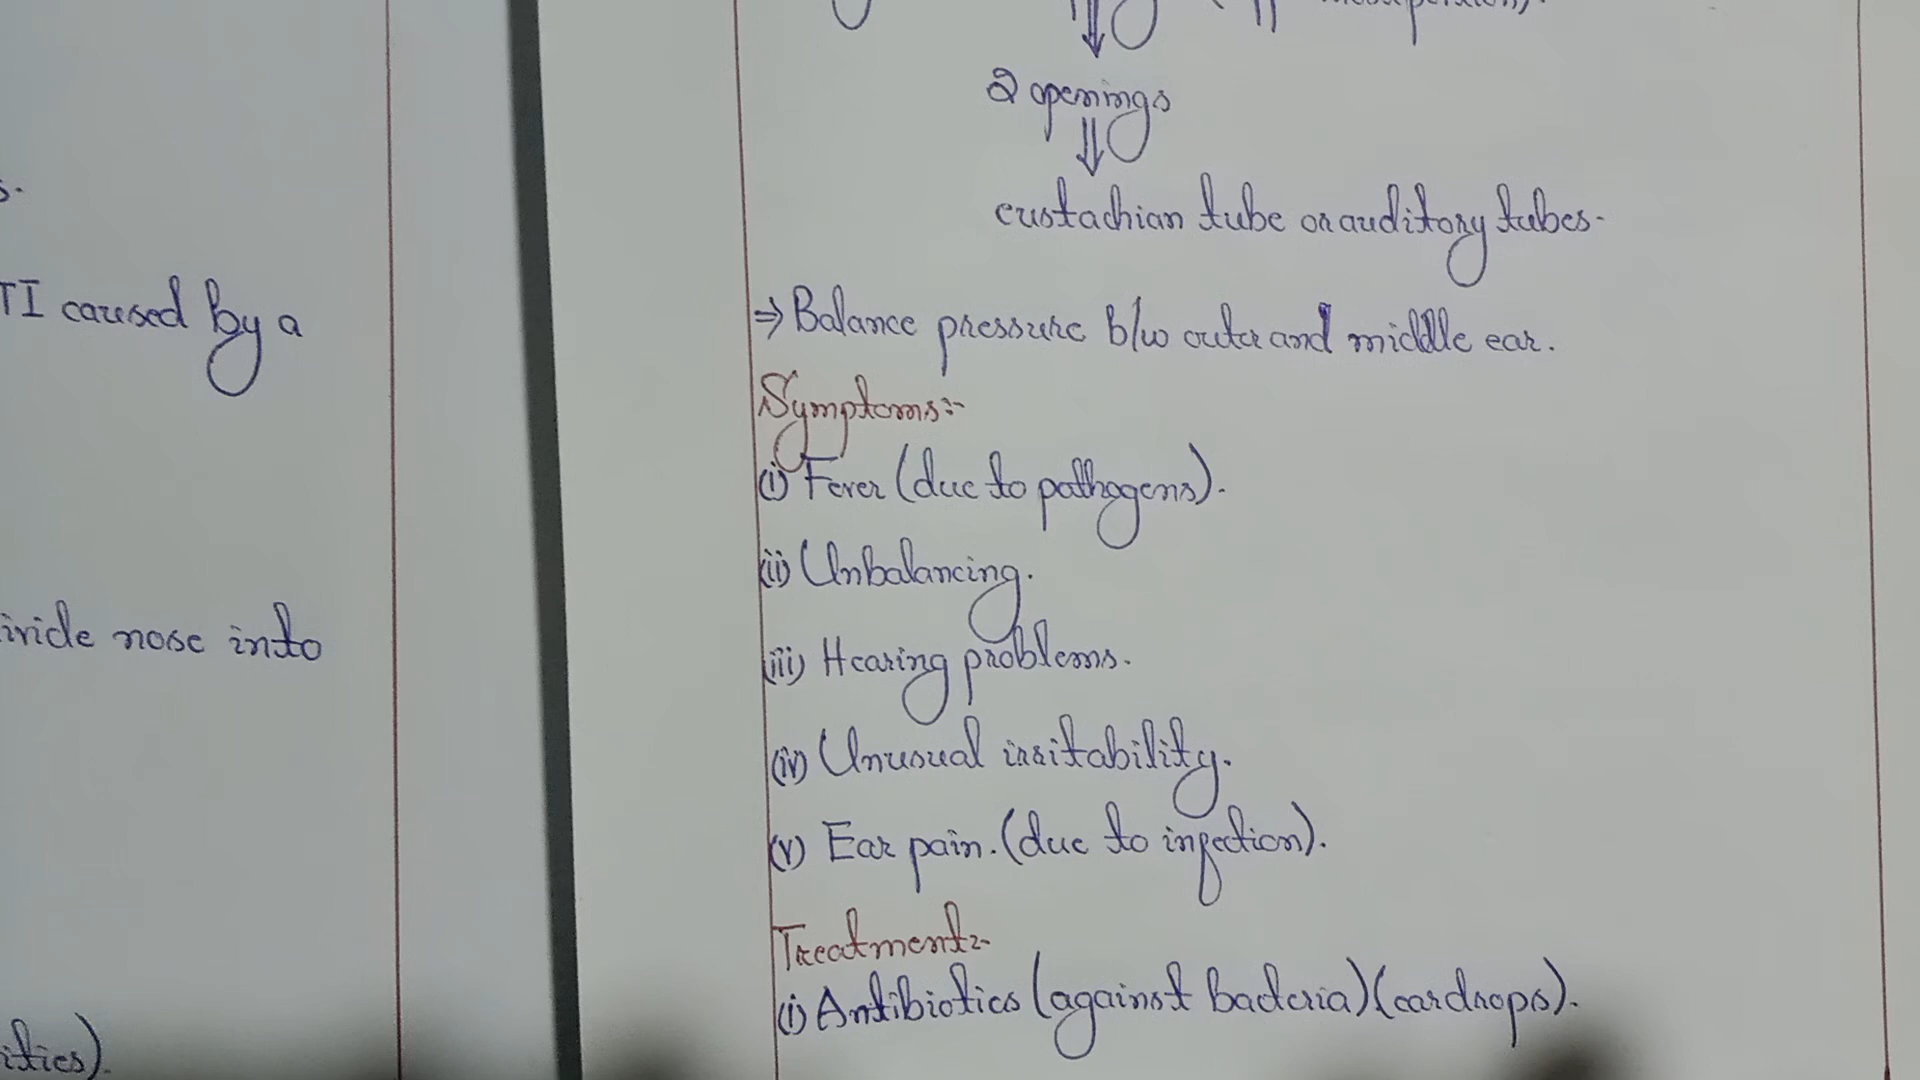 s.
TI caused by a
ivide nose into
ities).
2 openings
⇓
eustachian tube or auditory tubes.
⇒ Balance pressure b/w outer and middle ear.
Symptoms:-
(i) Fever (due to pathogens).
(ii) Unbalancing.
(iii) Hearing problems.
(iv) Unusual irritability.
(v) Ear pain. (due to infection).
Treatment:-
(i) Antibiotics (against bacteria) (eardrops).